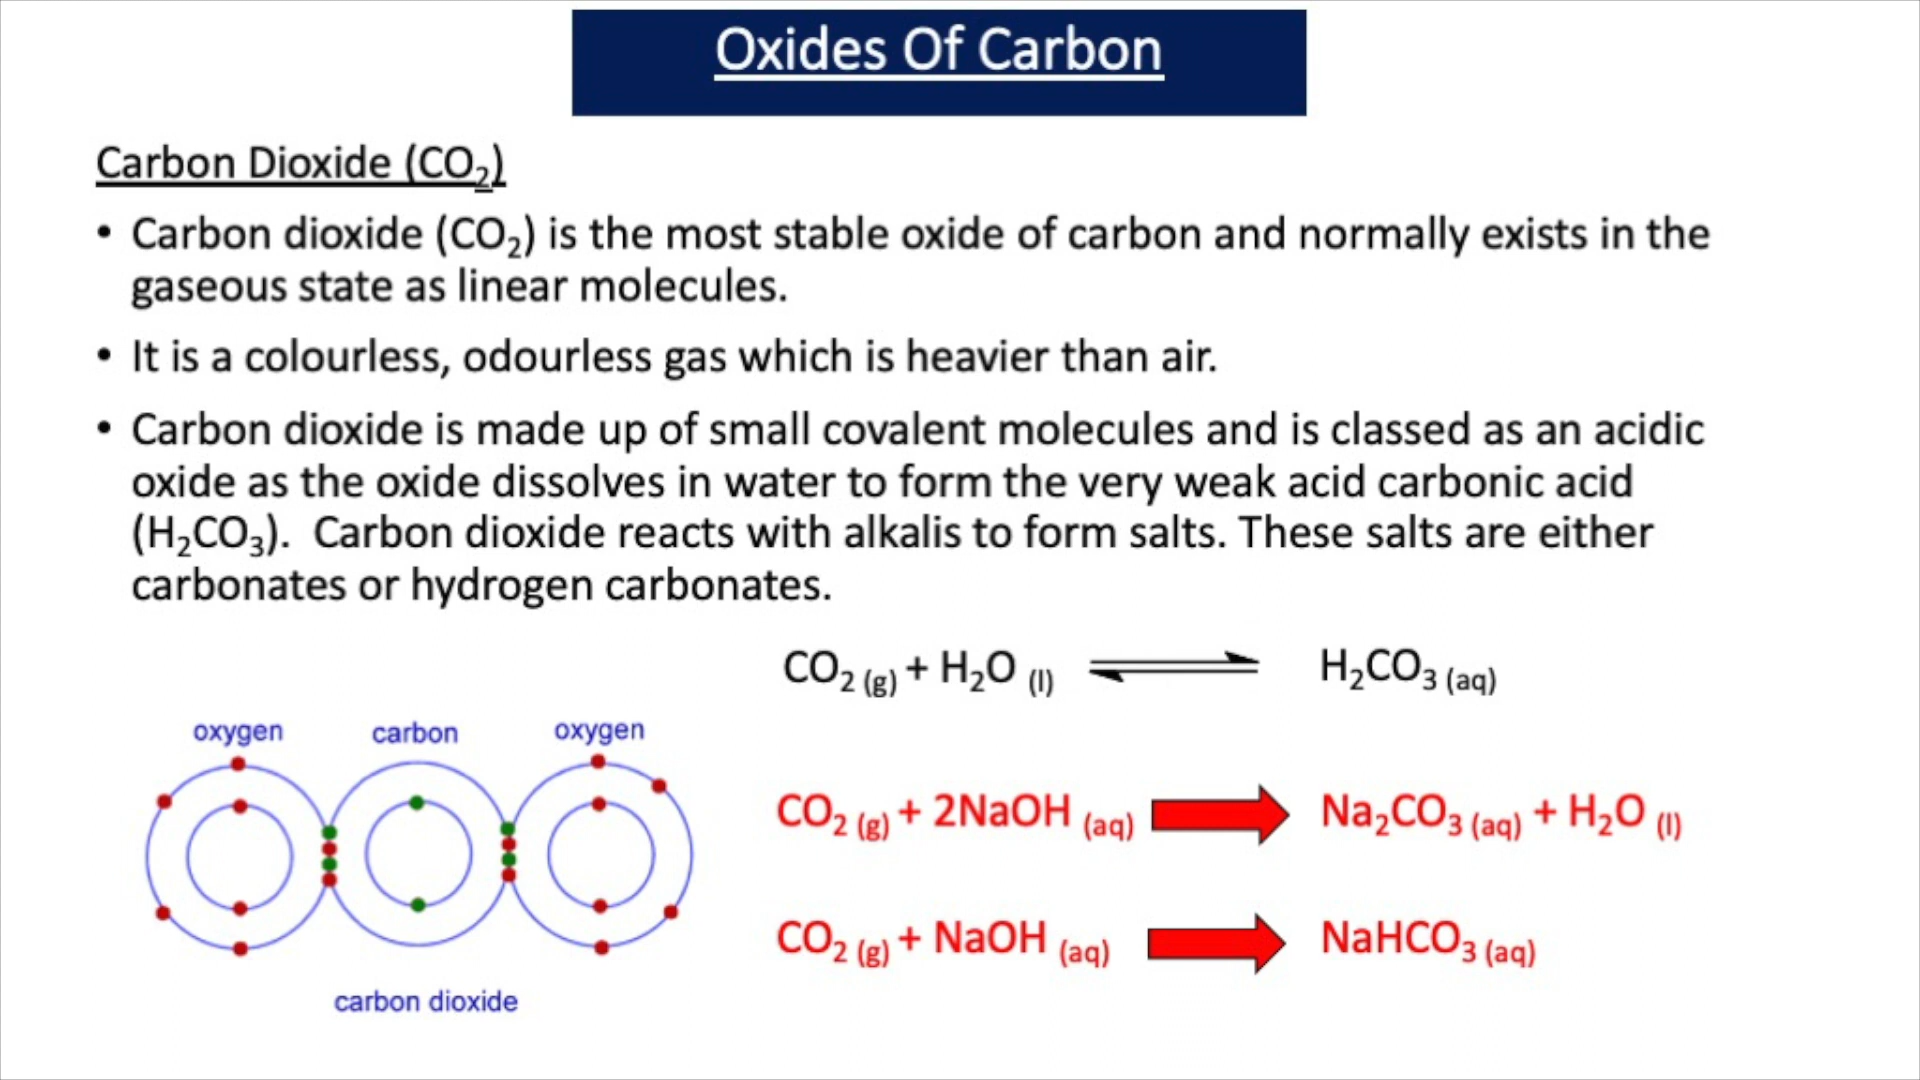 Oxides Of Carbon
Carbon Dioxide (CO₂)
• Carbon dioxide (CO₂) is the most stable oxide of carbon and normally exists in the
gaseous state as linear molecules.
• It is a colourless, odourless gas which is heavier than air.
• Carbon dioxide is made up of small covalent molecules and is classed as an acidic
oxide as the oxide dissolves in water to form the very weak acid carbonic acid
(H₂CO₃). Carbon dioxide reacts with alkalis to form salts. These salts are either
carbonates or hydrogen carbonates.
CO₂ (g) + H₂O (l) ⇌ H₂CO₃ (aq)
oxygen carbon oxygen
CO₂ (g) + 2NaOH (aq) → Na₂CO₃ (aq) + H₂O (l)
CO₂ (g) + NaOH (aq) → NaHCO₃ (aq)
carbon dioxide